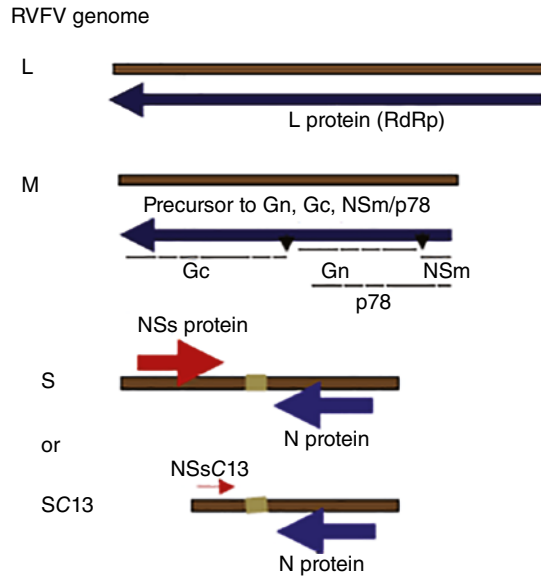 RVFV genome
L
L protein (RdRp)
M
Precursor to Gn, Gc, NSm/p78
Gc
Gn
NSm
p78
NSs protein
S
N protein
or
NSsC13
SC13
N protein